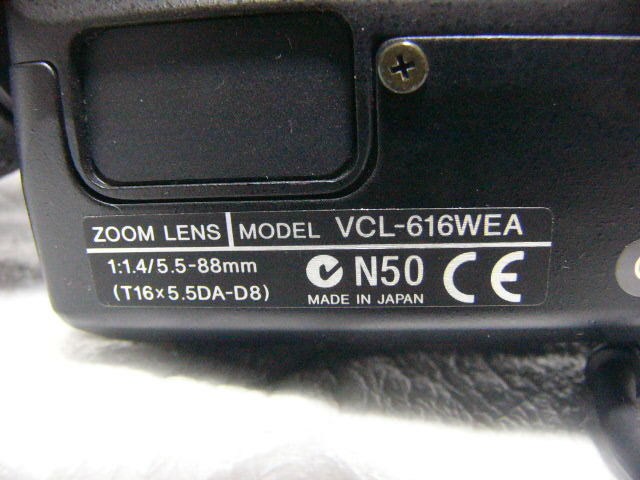 ZOOM LENS MODEL VCL-616WEA
1:1.4/5.5-88mm
(T16×5.5DA-D8)
N50
MADE IN JAPAN
CE